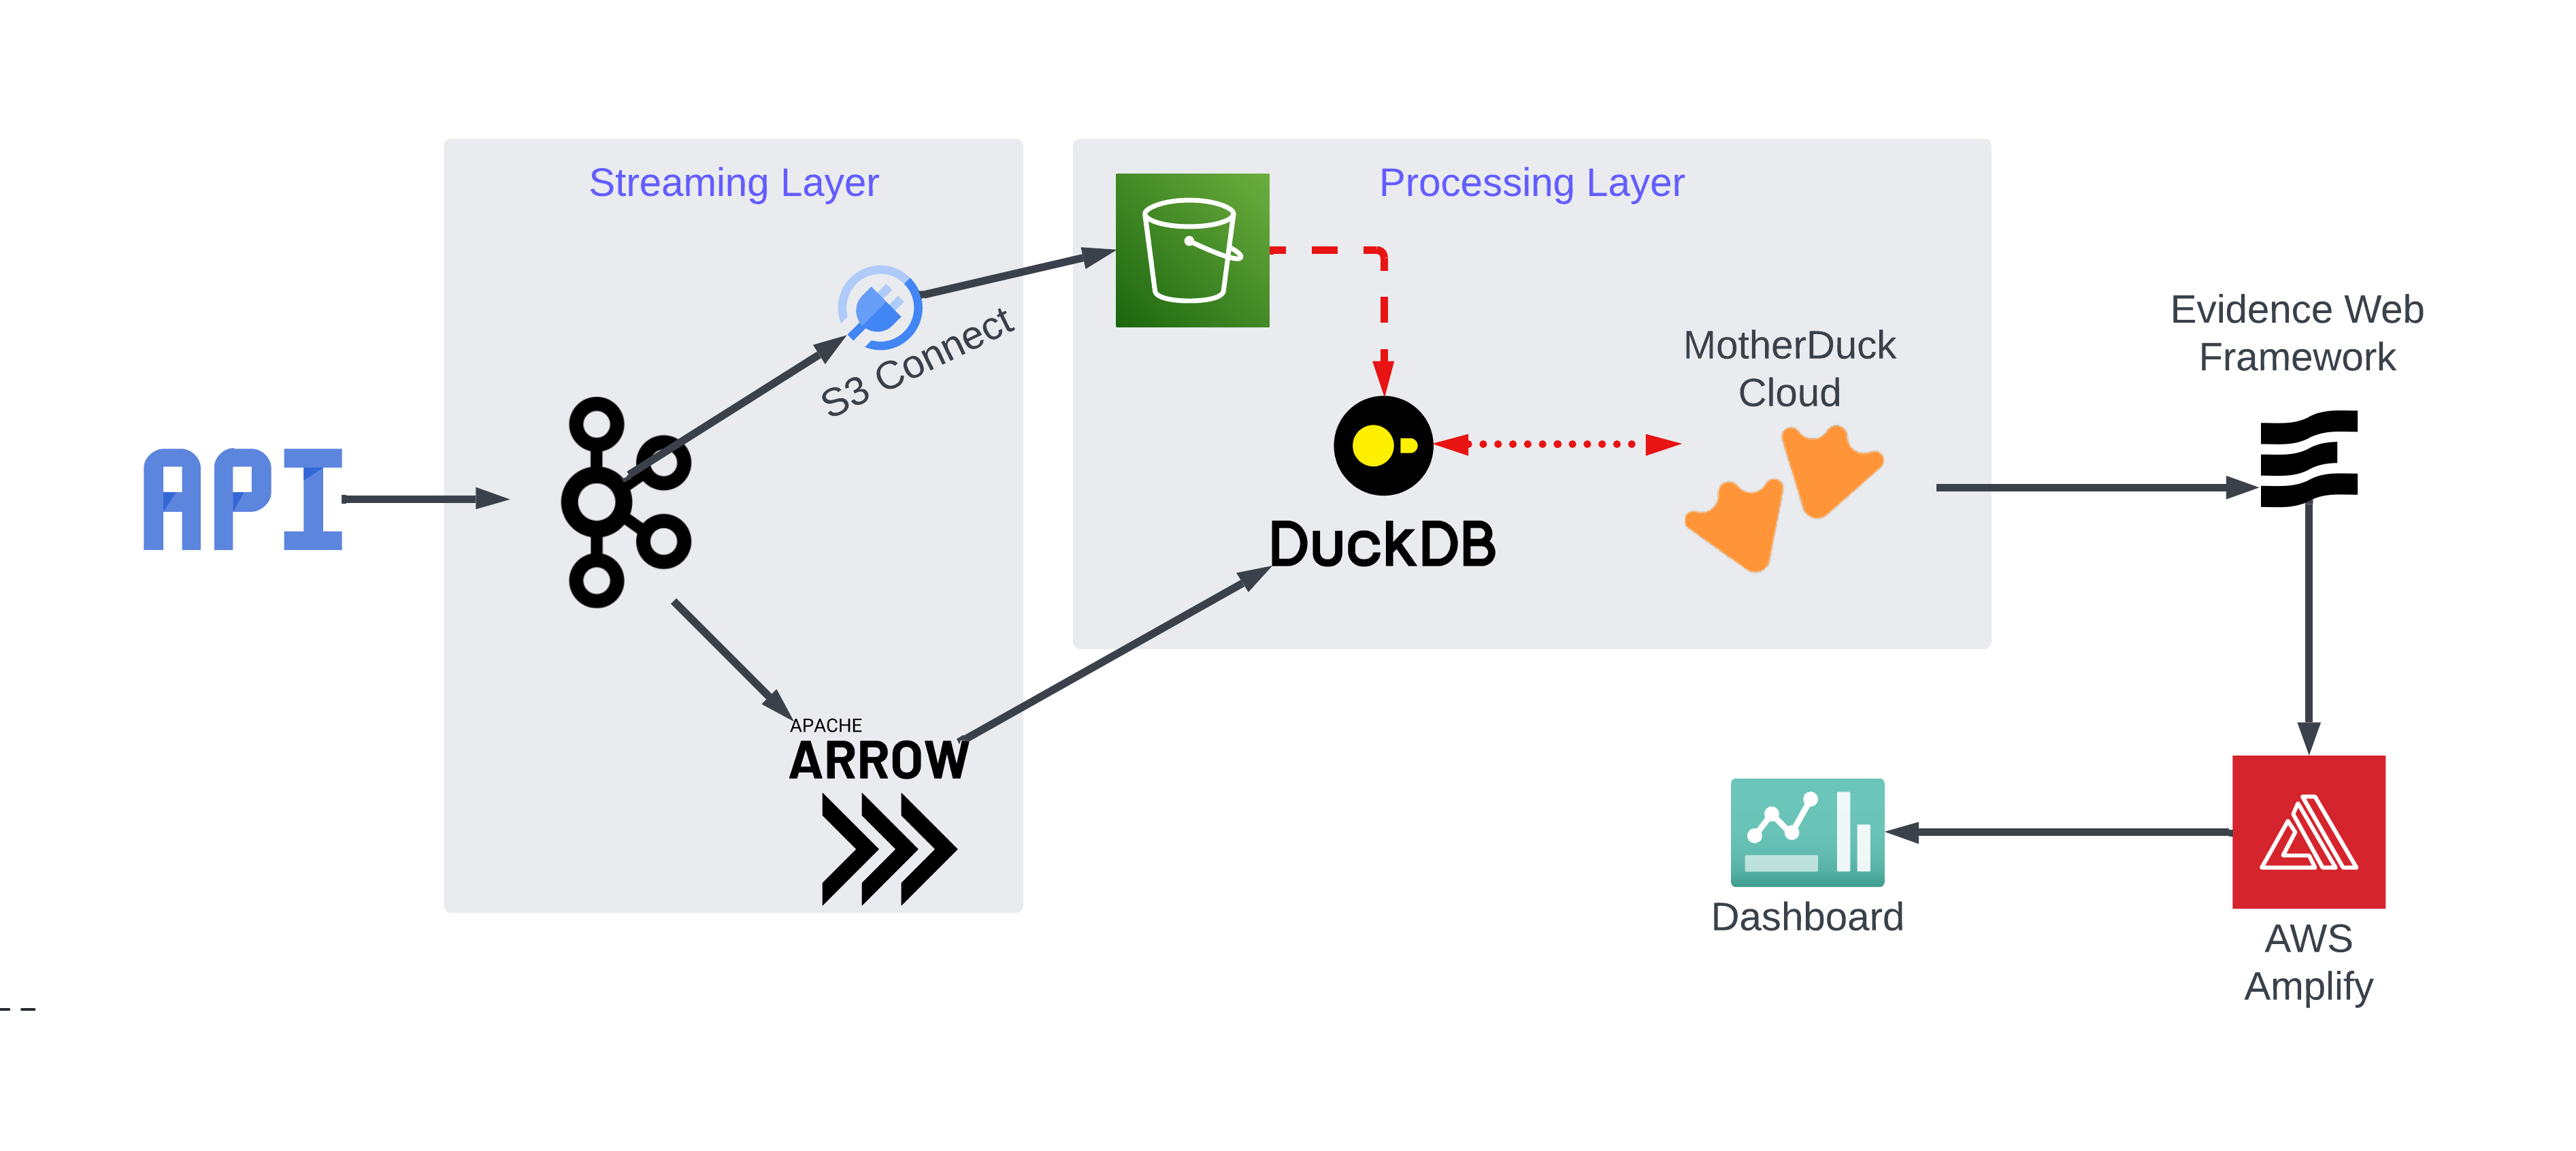 Streaming Layer
Processing Layer
S3 Connect
API
MotherDuck
Cloud
DuckDB
Evidence Web
Framework
APACHE
ARROW
Dashboard
AWS
Amplify